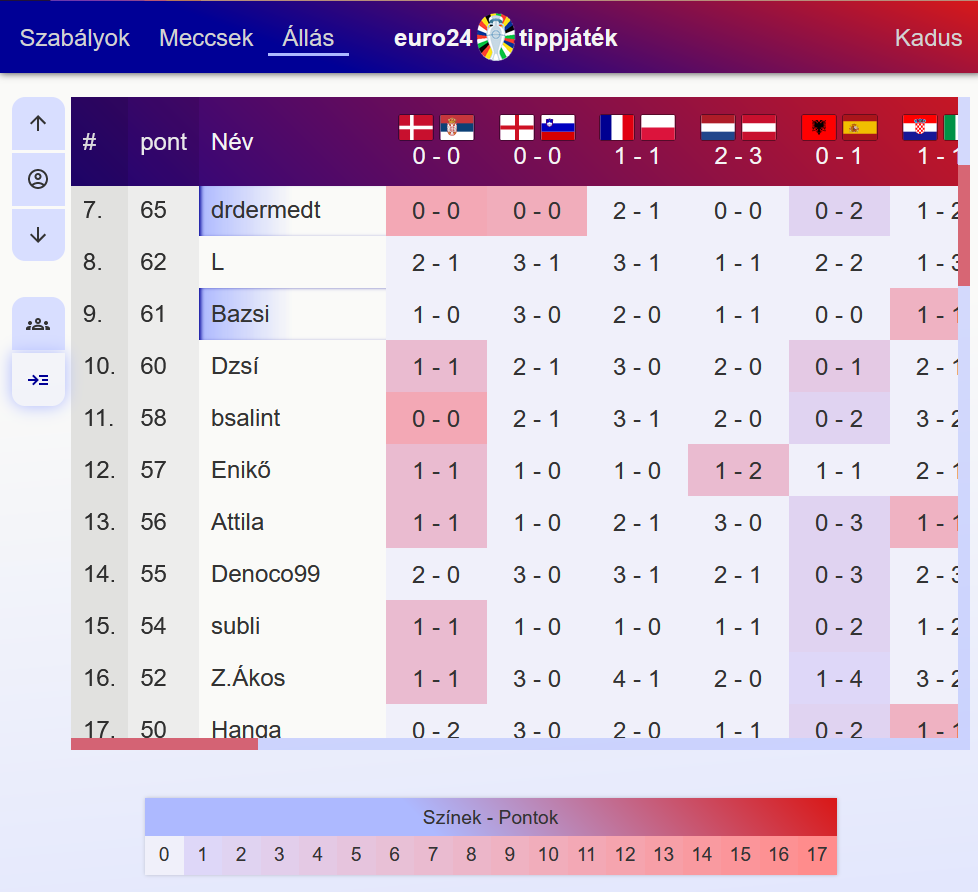 Szabályok Meccsek Állás euro24 tippjáték Kadus
# pont Név 0 - 0 0 - 0 1 - 1 2 - 3 0 - 1 1 - 1
7. 65 drdermedt 0 - 0 0 - 0 2 - 1 0 - 0 0 - 2 1 - 2
8. 62 L 2 - 1 3 - 1 3 - 1 1 - 1 2 - 2 1 - 3
9. 61 Bazsi 1 - 0 3 - 0 2 - 0 1 - 1 0 - 0 1 - 1
10. 60 Dzsí 1 - 1 2 - 1 3 - 0 2 - 0 0 - 1 2 - 1
11. 58 bsalint 0 - 0 2 - 1 3 - 1 2 - 0 0 - 2 3 - 2
12. 57 Enikő 1 - 1 1 - 0 1 - 0 1 - 2 1 - 1 2 - 1
13. 56 Attila 1 - 1 1 - 0 2 - 1 3 - 0 0 - 3 1 - 1
14. 55 Denoco99 2 - 0 3 - 0 3 - 1 2 - 1 0 - 3 2 - 3
15. 54 subli 1 - 1 1 - 0 1 - 0 1 - 1 0 - 2 1 - 2
16. 52 Z.Ákos 1 - 1 3 - 0 4 - 1 2 - 0 1 - 4 3 - 2
17. 50 Hanga 0 - 2 3 - 0 2 - 0 1 - 1 0 - 2 1 - 1
Színek - Pontok
0 1 2 3 4 5 6 7 8 9 10 11 12 13 14 15 16 17